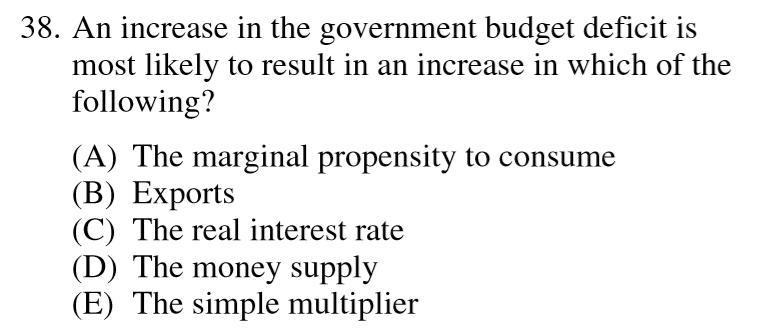 38. An increase in the government budget deficit is
most likely to result in an increase in which of the
following?
(A) The marginal propensity to consume
(B) Exports
(C) The real interest rate
(D) The money supply
(E) The simple multiplier